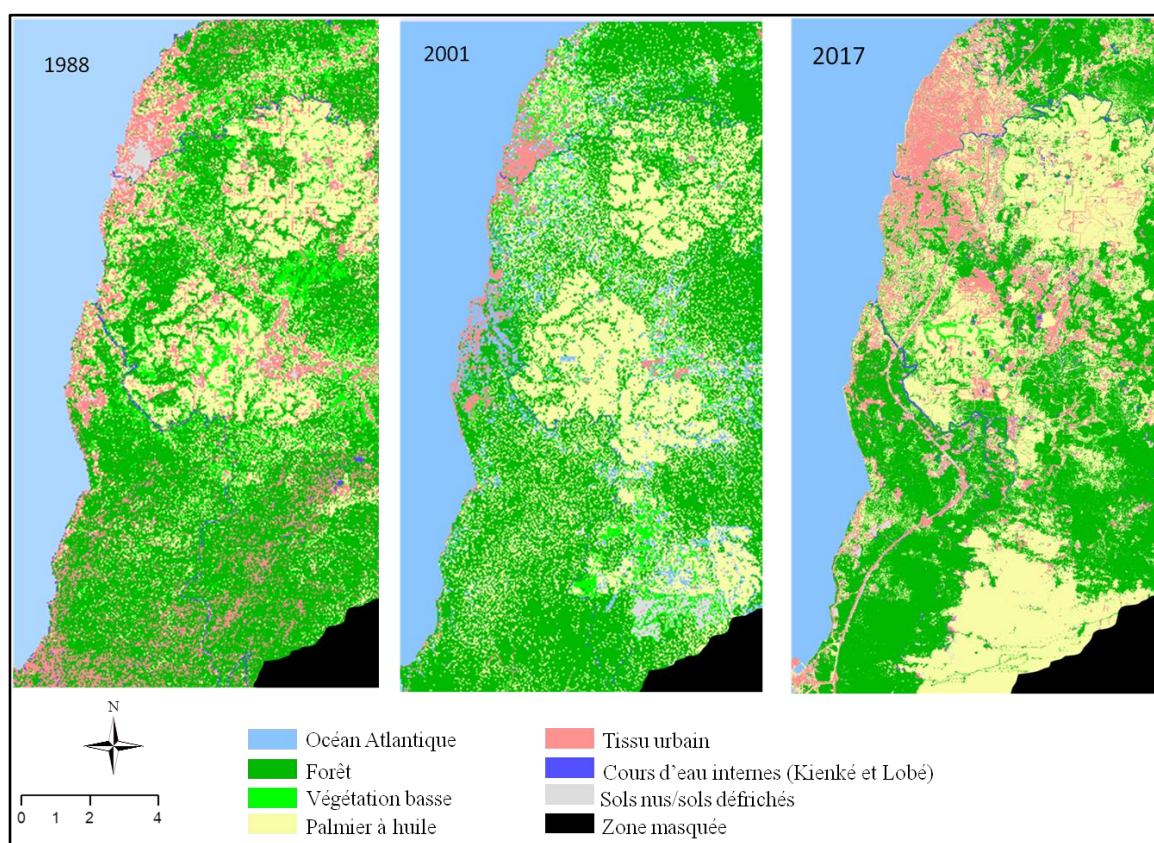 1988
2001
2017
N
0 1 2 4
Océan Atlantique
Forêt
Végétation basse
Palmier à huile
Tissu urbain
Cours d'eau internes (Kienké et Lobé)
Sols nus/sols défrichés
Zone masquée